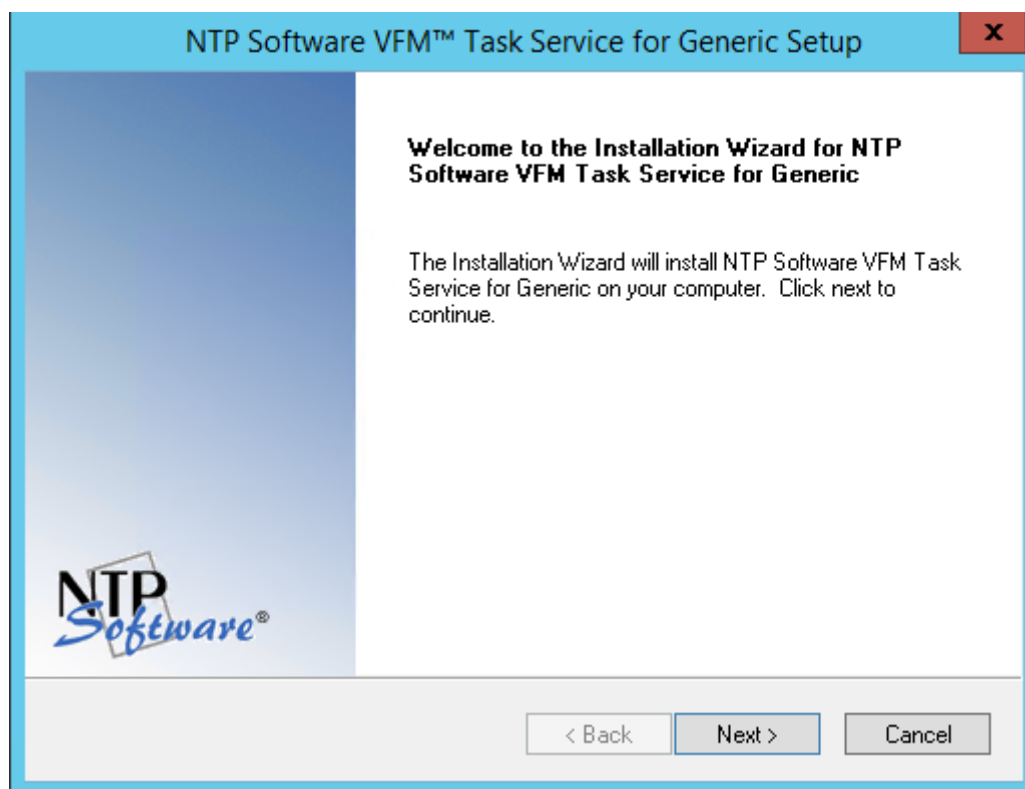 NTP Software VFM™ Task Service for Generic Setup
x
Welcome to the Installation Wizard for NTP
Software VFM Task Service for Generic
The Installation Wizard will install NTP Software VFM Task
Service for Generic on your computer.  Click next to
continue.
NTP
Software®
< Back
Next >
Cancel